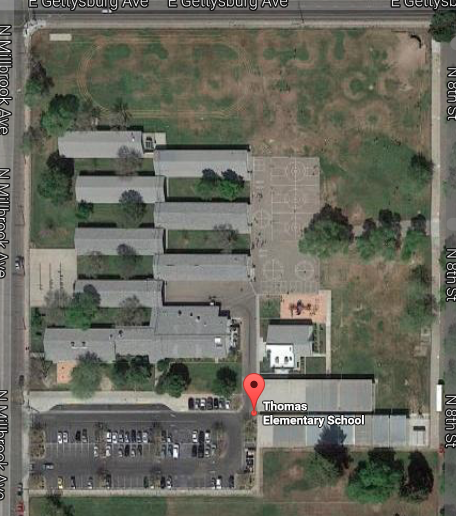 E Gettysburg Ave
E Gettysburg Ave
E Gettysb
N Millbrook Ave
N Millbrook Ave
N Millbrook Ave
N 8th St
N 8th St
N 8th St
Thomas
Elementary School